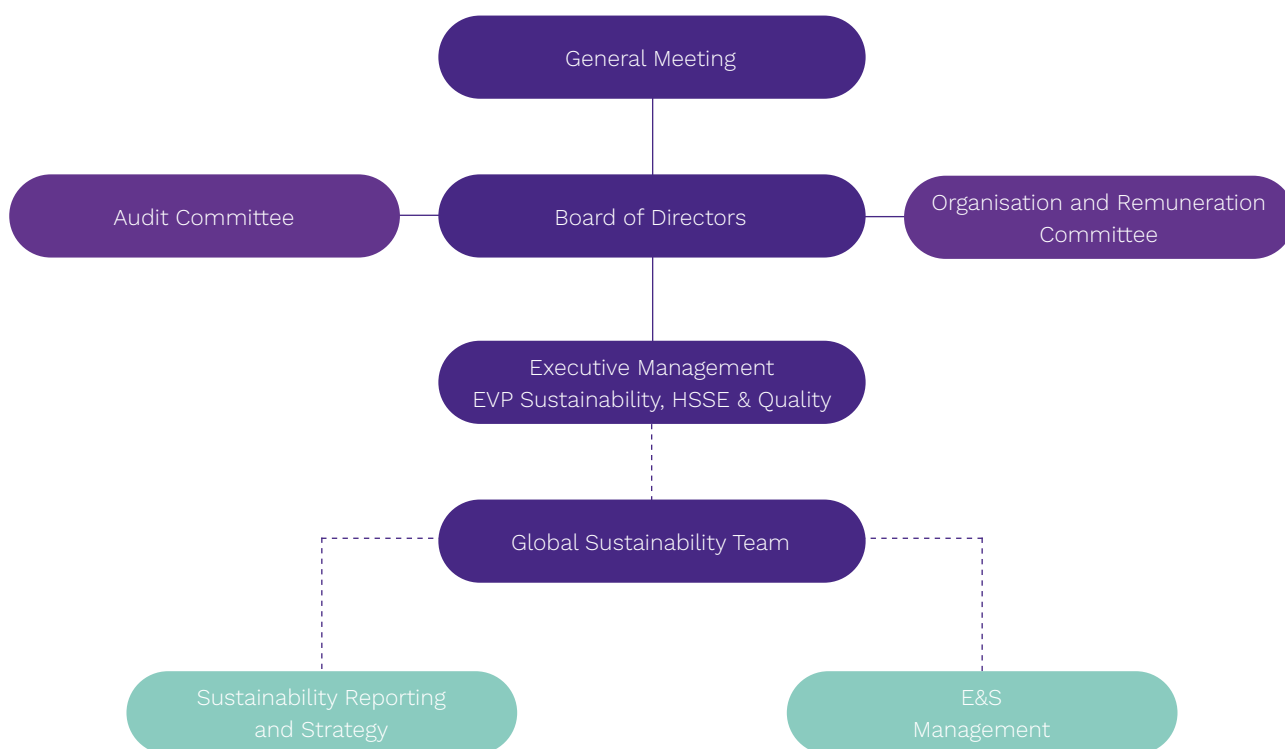 General Meeting
Audit Committee
Board of Directors
Organisation and Remuneration
Committee
Executive Management
EVP Sustainability, HSSE & Quality
Global Sustainability Team
Sustainability Reporting
and Strategy
E&S
Management